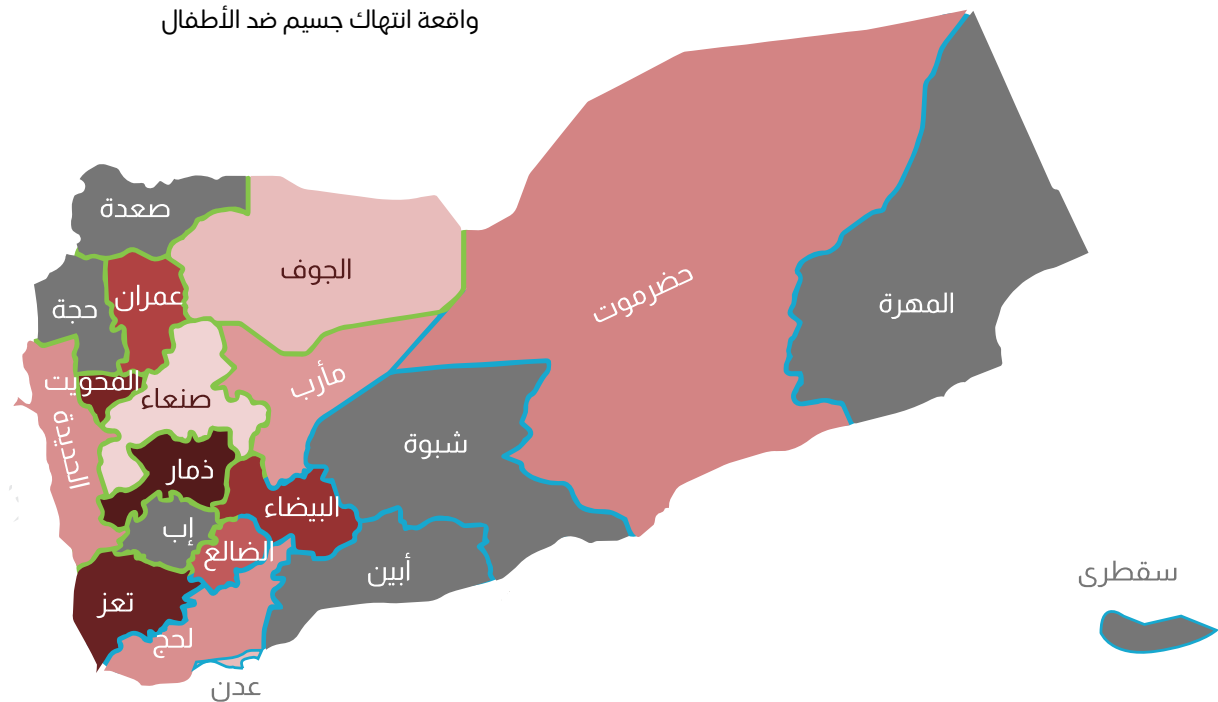 واقعة انتهاك جسيم ضد الأطفال
صعدة
الجوف
حضرموت
المهرة
عمران
حجة
مأرب
المحويت
صنعاء
الحديدة
شبوة
ذمار
البيضاء
إب
الضالع
أبين
تعز
لحج
عدن
سقطرى